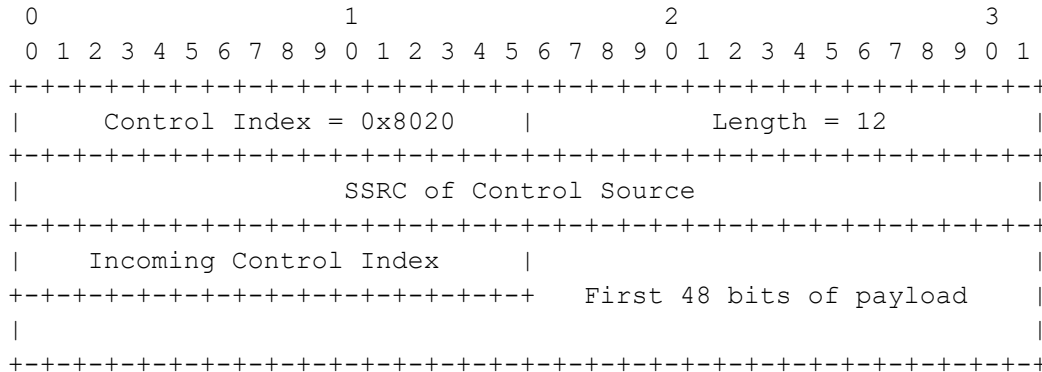 0                   1                   2                   3
 0 1 2 3 4 5 6 7 8 9 0 1 2 3 4 5 6 7 8 9 0 1 2 3 4 5 6 7 8 9 0 1
+-+-+-+-+-+-+-+-+-+-+-+-+-+-+-+-+-+-+-+-+-+-+-+-+-+-+-+-+-+-+-+-+
|     Control Index = 0x8020    |           Length = 12         |
+-+-+-+-+-+-+-+-+-+-+-+-+-+-+-+-+-+-+-+-+-+-+-+-+-+-+-+-+-+-+-+-+
|                    SSRC of Control Source                     |
+-+-+-+-+-+-+-+-+-+-+-+-+-+-+-+-+-+-+-+-+-+-+-+-+-+-+-+-+-+-+-+-+
|    Incoming Control Index     |                               |
+-+-+-+-+-+-+-+-+-+-+-+-+-+-+-+-+   First 48 bits of payload    |
|                                                               |
+-+-+-+-+-+-+-+-+-+-+-+-+-+-+-+-+-+-+-+-+-+-+-+-+-+-+-+-+-+-+-+-+